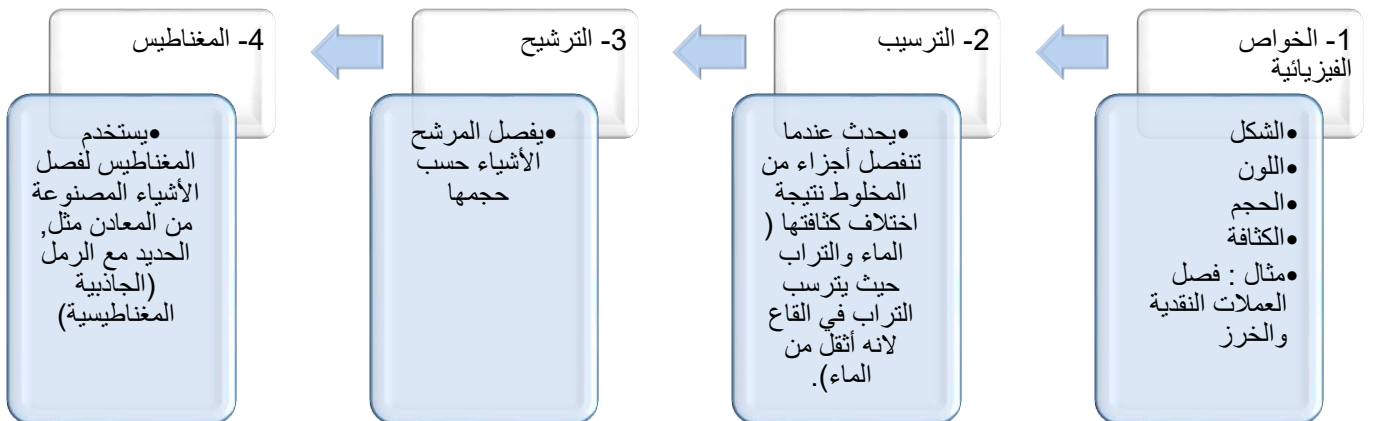 1- الخواص
الفيزيائية
•الشكل
•اللون
•الحجم
•الكثافة
•مثال : فصل
العملات النقدية
والخرز
2- الترسيب
•يحدث عندما
تنفصل أجزاء من
المخلوط نتيجة
اختلاف كثافتها (
الماء والتراب
حيث يترسب
التراب في القاع
لانه أثقل من
الماء).
3- الترشيح
•يفصل المرشح
الأشياء حسب
حجمها
4- المغناطيس
•يستخدم
المغناطيس لفصل
الأشياء المصنوعة
من المعادن مثل,
الحديد مع الرمل
(الجاذبية
المغناطيسية)